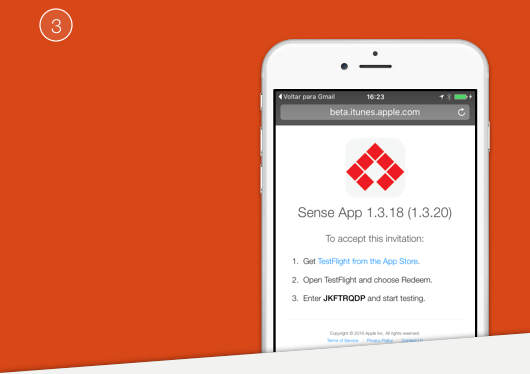 3
Voltar para Gmail 16:23
beta.itunes.apple.com
Sense App 1.3.18 (1.3.20)
To accept this invitation:
1. Get TestFlight from the App Store.
2. Open TestFlight and choose Redeem.
3. Enter JKFTRQDP and start testing.
Copyright © 2016 Apple Inc. All rights reserved.
Terms of Service | Privacy Policy | Contact Us